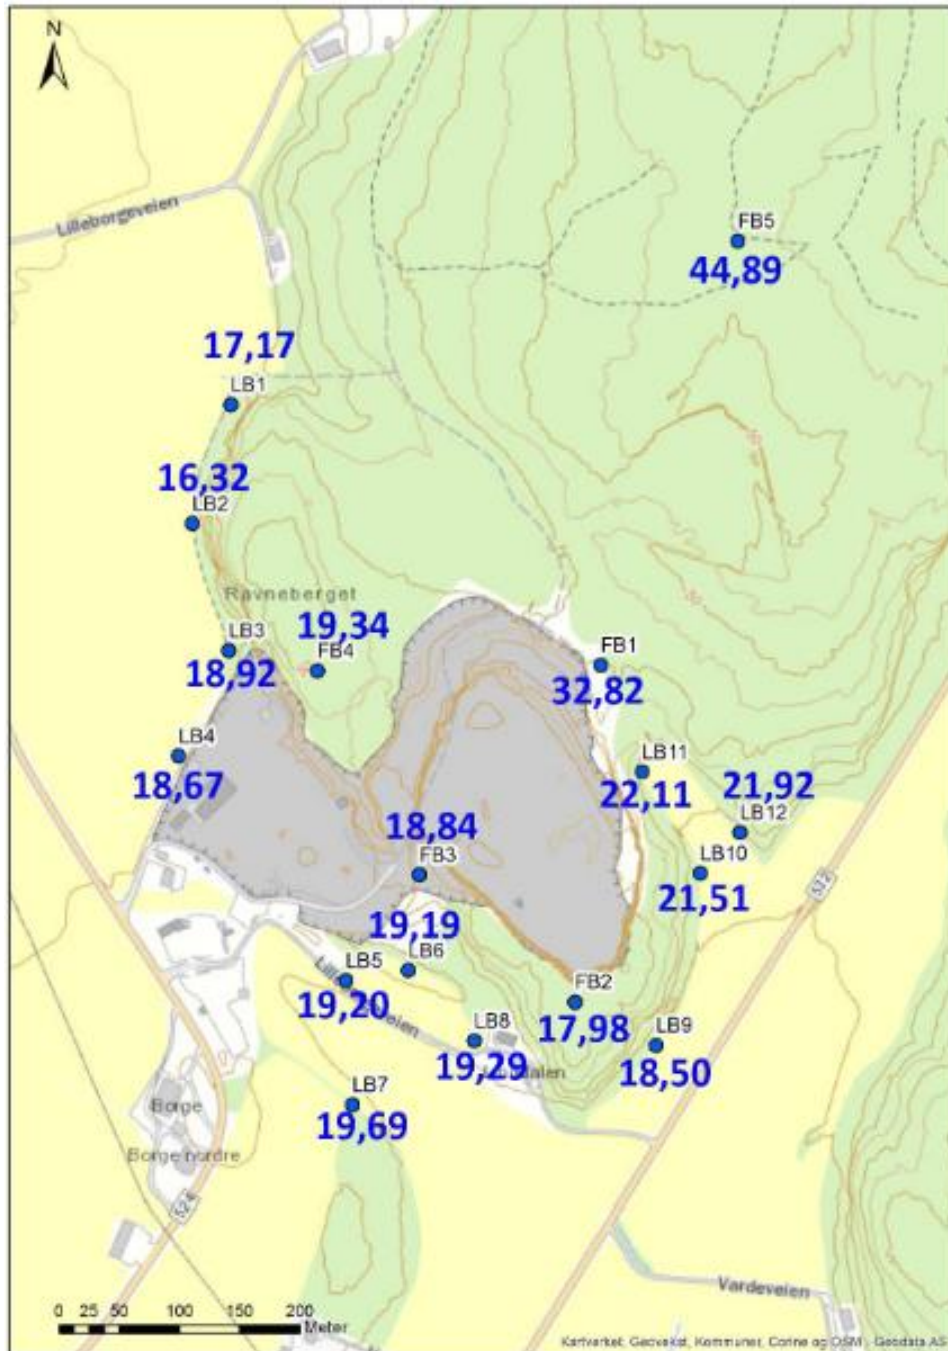 N
Lilleborgeveien
FB5
44,89
17,17
LB1
16,32
LB2
Ravneberget
19,34
LB3
18,92
FB4
FB1
32,82
LB4
18,67
LB11
22,11
21,92
LB12
18,84
FB3
LB10
21,51
522
19,19
LB6
LB5
19,20
FB2
17,98
LB8
19,29
LB9
18,50
LB7
19,69
Borge
Borge nordre
524
Vardeveien
0 25 50 100 150 200
Meter
Kartverket, Geovekst, Kommuner, Corine og OSM - Geodata AS